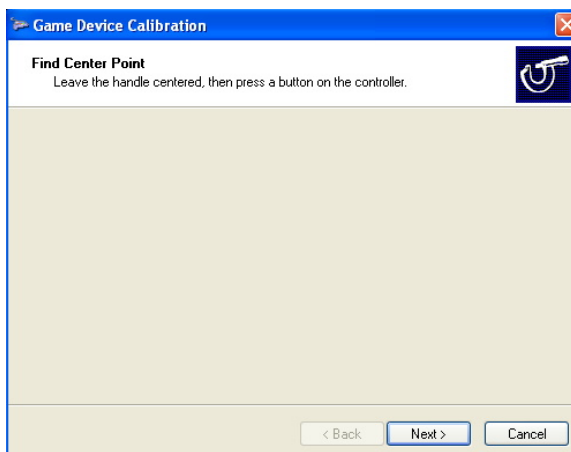 Game Device Calibration
Find Center Point
Leave the handle centered, then press a button on the controller.
< Back
Next >
Cancel